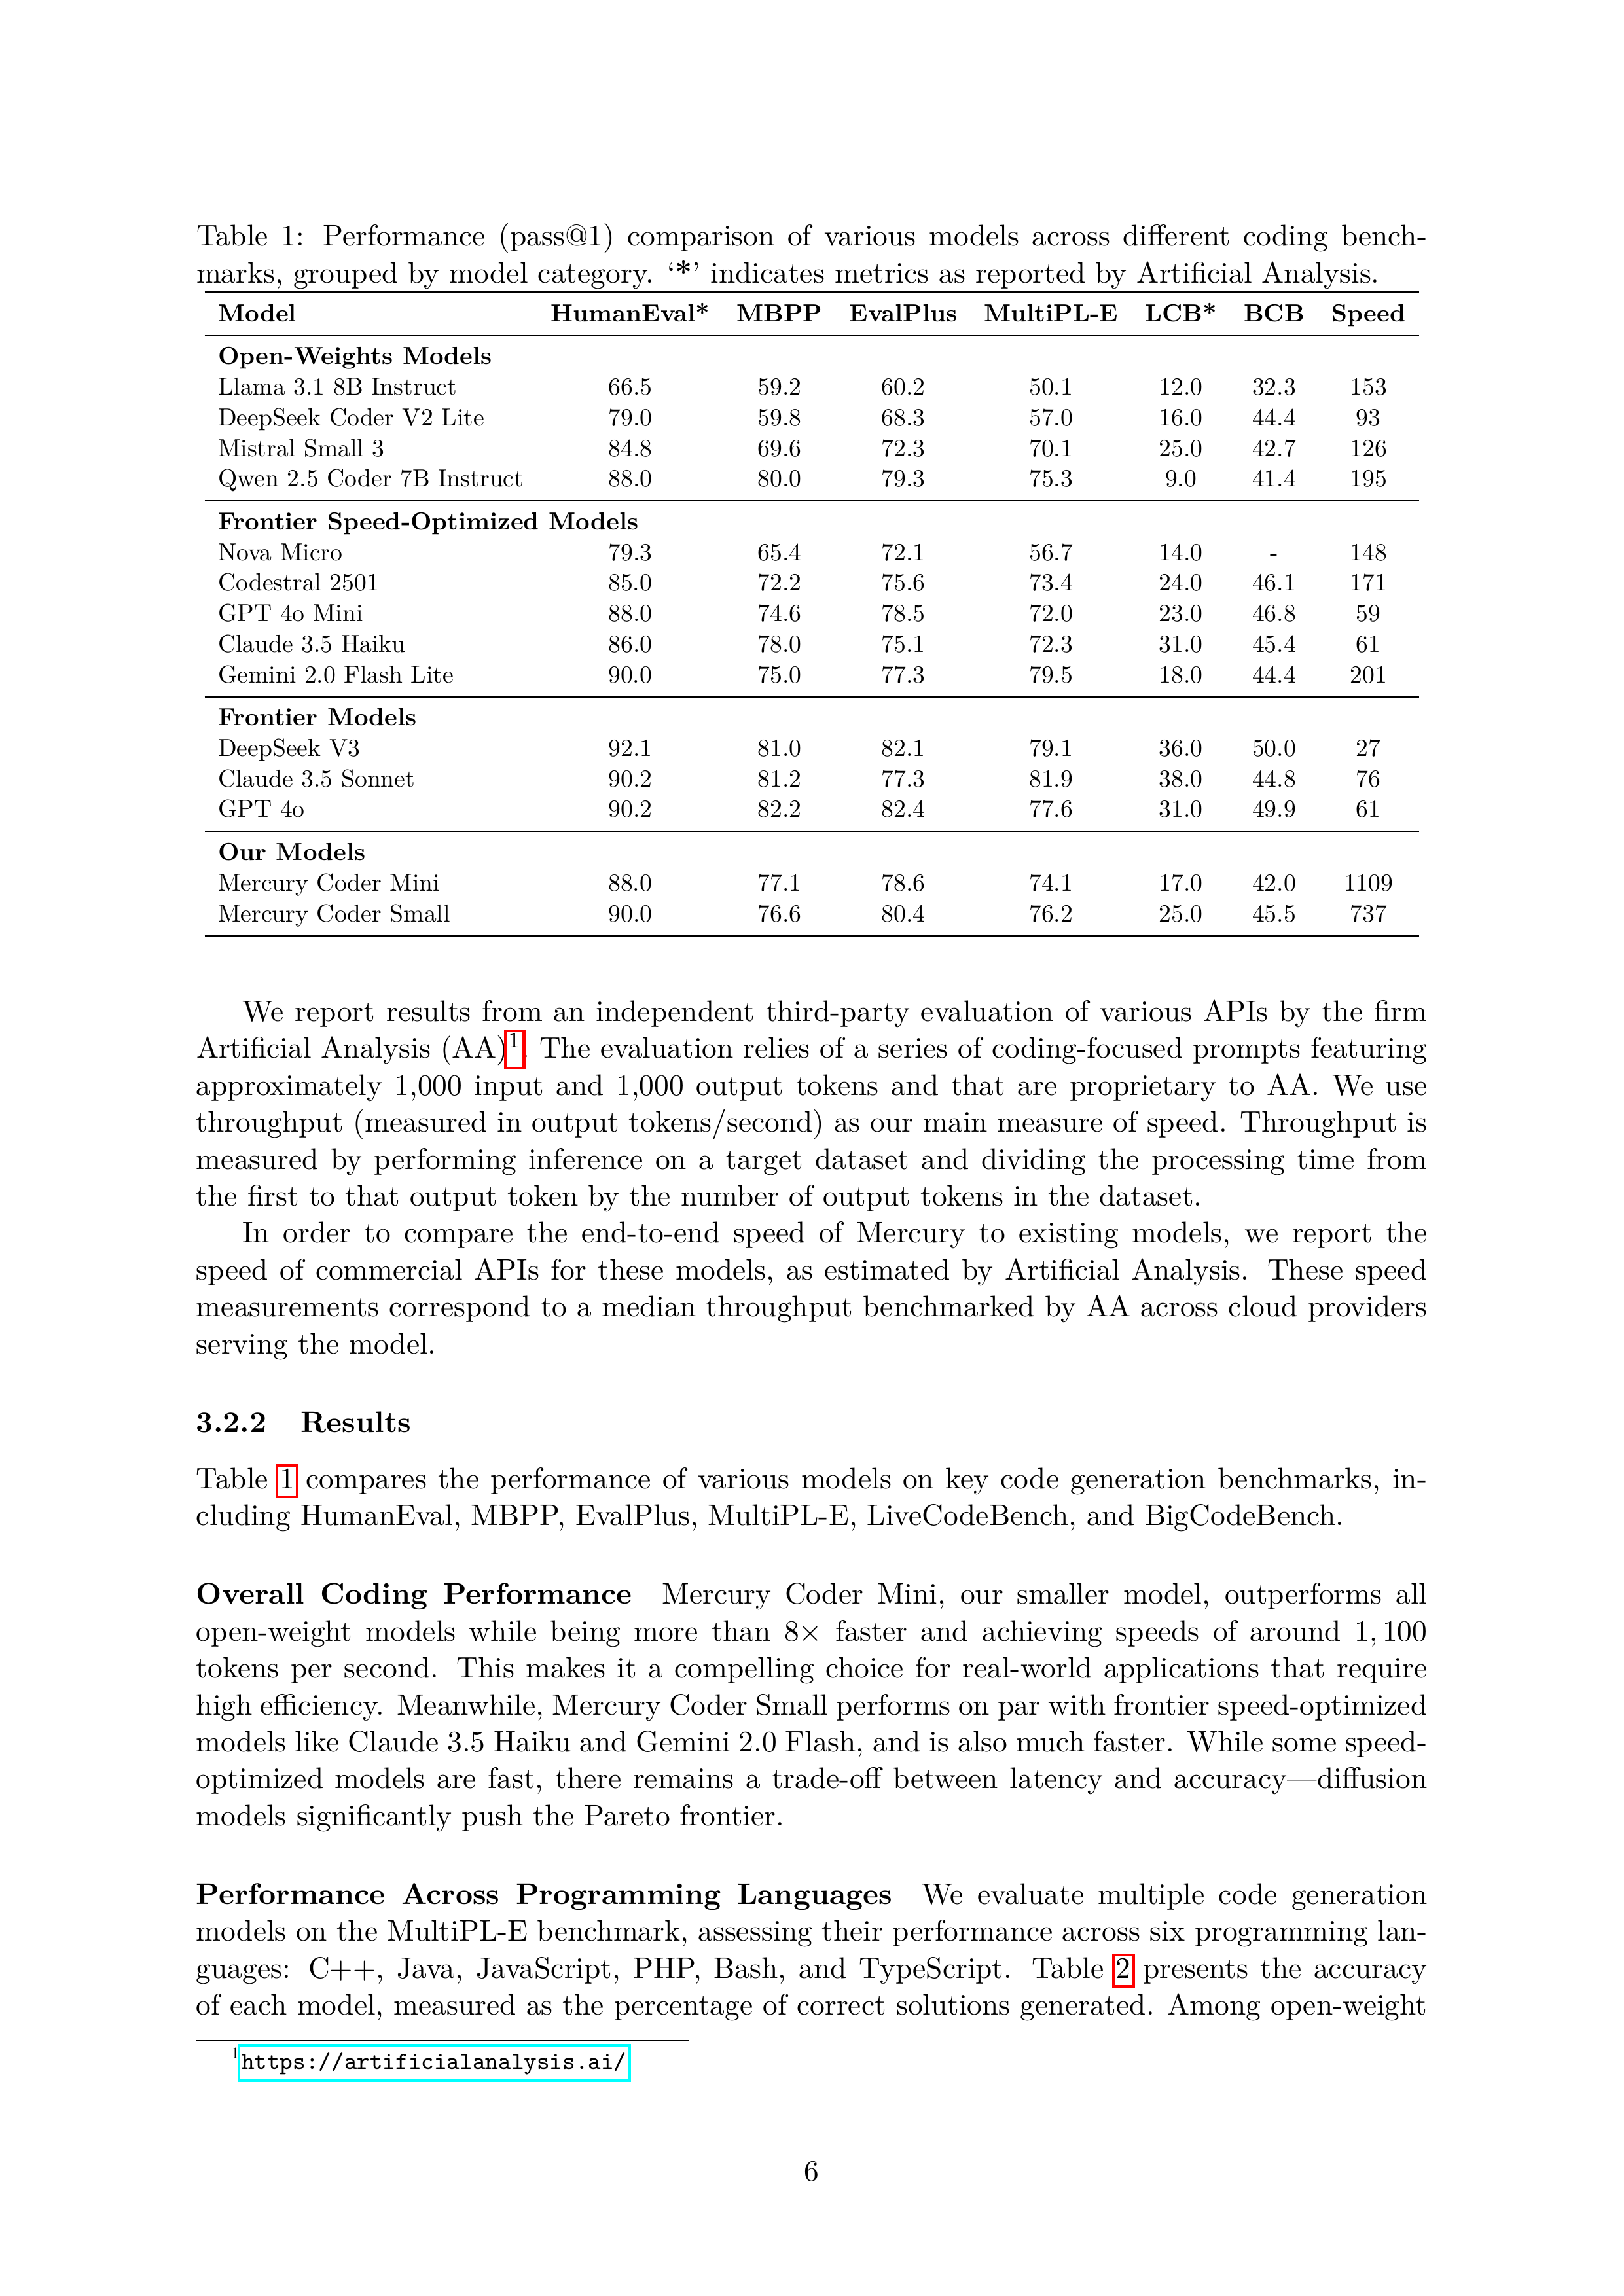 Table 1: Performance (pass@1) comparison of various models across different coding bench-
marks, grouped by model category. ‘*’ indicates metrics as reported by Artificial Analysis.
Model HumanEval* MBPP EvalPlus MultiPL-E LCB* BCB Speed
Open-Weights Models
Llama 3.1 8B Instruct 66.5 59.2 60.2 50.1 12.0 32.3 153
DeepSeek Coder V2 Lite 79.0 59.8 68.3 57.0 16.0 44.4 93
Mistral Small 3 84.8 69.6 72.3 70.1 25.0 42.7 126
Qwen 2.5 Coder 7B Instruct 88.0 80.0 79.3 75.3 9.0 41.4 195
Frontier Speed-Optimized Models
Nova Micro 79.3 65.4 72.1 56.7 14.0 - 148
Codestral 2501 85.0 72.2 75.6 73.4 24.0 46.1 171
GPT 4o Mini 88.0 74.6 78.5 72.0 23.0 46.8 59
Claude 3.5 Haiku 86.0 78.0 75.1 72.3 31.0 45.4 61
Gemini 2.0 Flash Lite 90.0 75.0 77.3 79.5 18.0 44.4 201
Frontier Models
DeepSeek V3 92.1 81.0 82.1 79.1 36.0 50.0 27
Claude 3.5 Sonnet 90.2 81.2 77.3 81.9 38.0 44.8 76
GPT 4o 90.2 82.2 82.4 77.6 31.0 49.9 61
Our Models
Mercury Coder Mini 88.0 77.1 78.6 74.1 17.0 42.0 1109
Mercury Coder Small 90.0 76.6 80.4 76.2 25.0 45.5 737
We report results from an independent third-party evaluation of various APIs by the firm
Artificial Analysis (AA)1. The evaluation relies of a series of coding-focused prompts featuring
approximately 1,000 input and 1,000 output tokens and that are proprietary to AA. We use
throughput (measured in output tokens/second) as our main measure of speed. Throughput is
measured by performing inference on a target dataset and dividing the processing time from
the first to that output token by the number of output tokens in the dataset.
In order to compare the end-to-end speed of Mercury to existing models, we report the
speed of commercial APIs for these models, as estimated by Artificial Analysis. These speed
measurements correspond to a median throughput benchmarked by AA across cloud providers
serving the model.
3.2.2 Results
Table 1 compares the performance of various models on key code generation benchmarks, in-
cluding HumanEval, MBPP, EvalPlus, MultiPL-E, LiveCodeBench, and BigCodeBench.
Overall Coding Performance Mercury Coder Mini, our smaller model, outperforms all
open-weight models while being more than 8× faster and achieving speeds of around 1, 100
tokens per second. This makes it a compelling choice for real-world applications that require
high efficiency. Meanwhile, Mercury Coder Small performs on par with frontier speed-optimized
models like Claude 3.5 Haiku and Gemini 2.0 Flash, and is also much faster. While some speed-
optimized models are fast, there remains a trade-off between latency and accuracy—diffusion
models significantly push the Pareto frontier.
Performance Across Programming Languages We evaluate multiple code generation
models on the MultiPL-E benchmark, assessing their performance across six programming lan-
guages: C++, Java, JavaScript, PHP, Bash, and TypeScript. Table 2 presents the accuracy
of each model, measured as the percentage of correct solutions generated. Among open-weight
1https://artificialanalysis.ai/
6